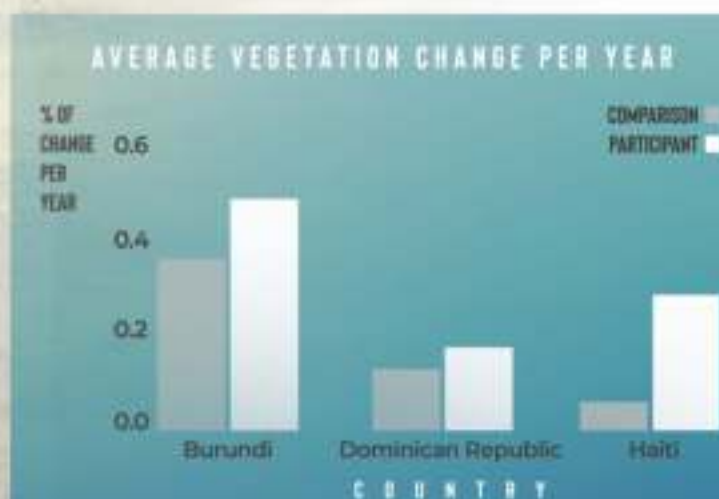 AVERAGE VEGETATION CHANGE PER YEAR
% OF
CHANGE
PER
YEAR
COMPARISON
PARTICIPANT
0.6
0.4
0.2
0.0
Burundi
Dominican Republic
Haiti
COUNTRY